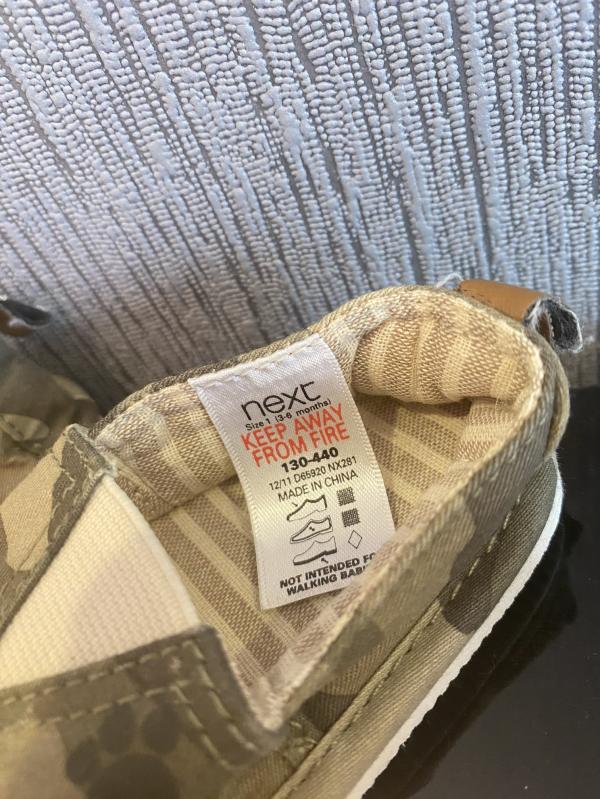 next
Size 1 (3-6 months)
KEEP AWAY
FROM FIRE
130-440
12/11 D65920 NX281
MADE IN CHINA
NOT INTENDED FO
WALKING BAB